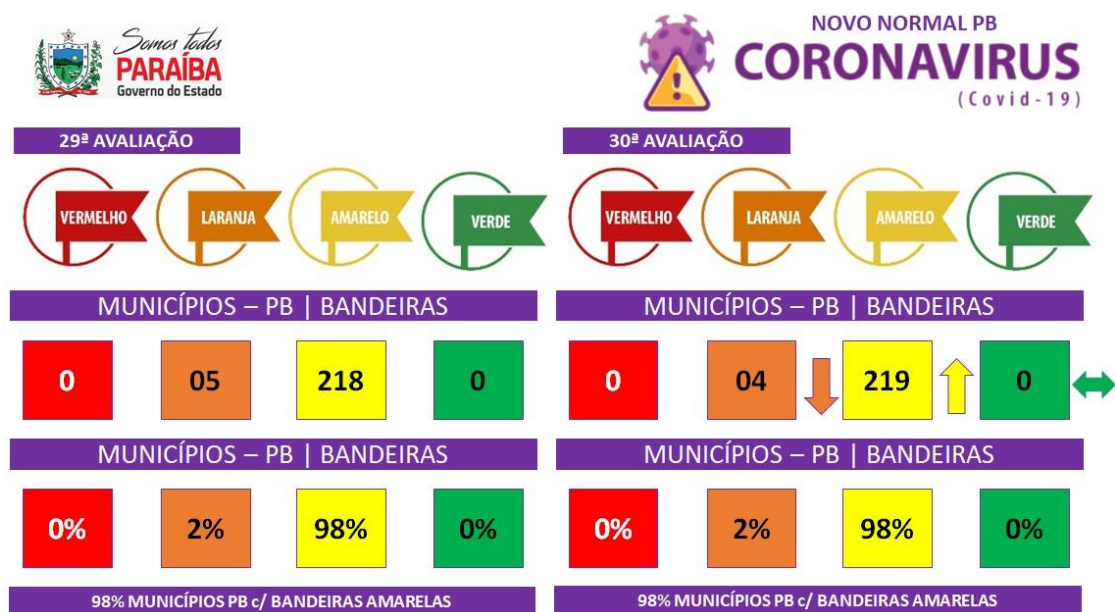 Somos todos
PARAÍBA
Governo do Estado
NOVO NORMAL PB
CORONAVIRUS
(Covid-19)
29ª AVALIAÇÃO
VERMELHO
LARANJA
AMARELO
VERDE
MUNICÍPIOS – PB | BANDEIRAS
0
05
218
0
MUNICÍPIOS – PB | BANDEIRAS
0%
2%
98%
0%
98% MUNICÍPIOS PB c/ BANDEIRAS AMARELAS
30ª AVALIAÇÃO
VERMELHO
LARANJA
AMARELO
VERDE
MUNICÍPIOS – PB | BANDEIRAS
0
04
219
0
MUNICÍPIOS – PB | BANDEIRAS
0%
2%
98%
0%
98% MUNICÍPIOS PB c/ BANDEIRAS AMARELAS